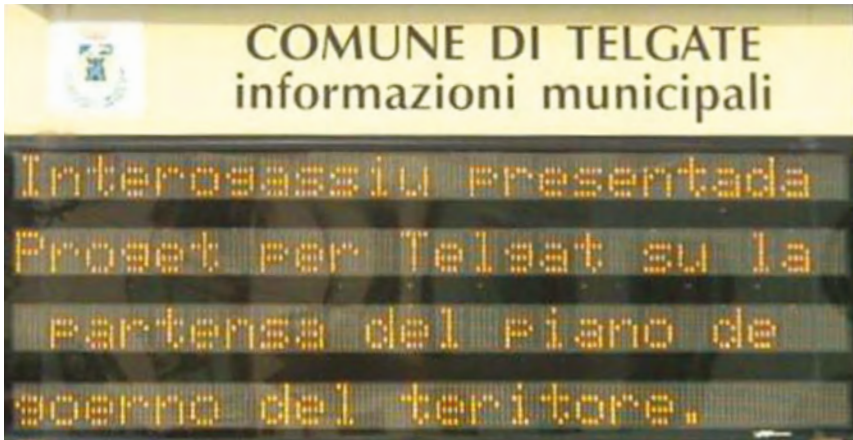 COMUNE DI TELGATE
informazioni municipali
Interogassiu presentada
Proget per Telgat su la
partensa del piano de
goerno del teritore.